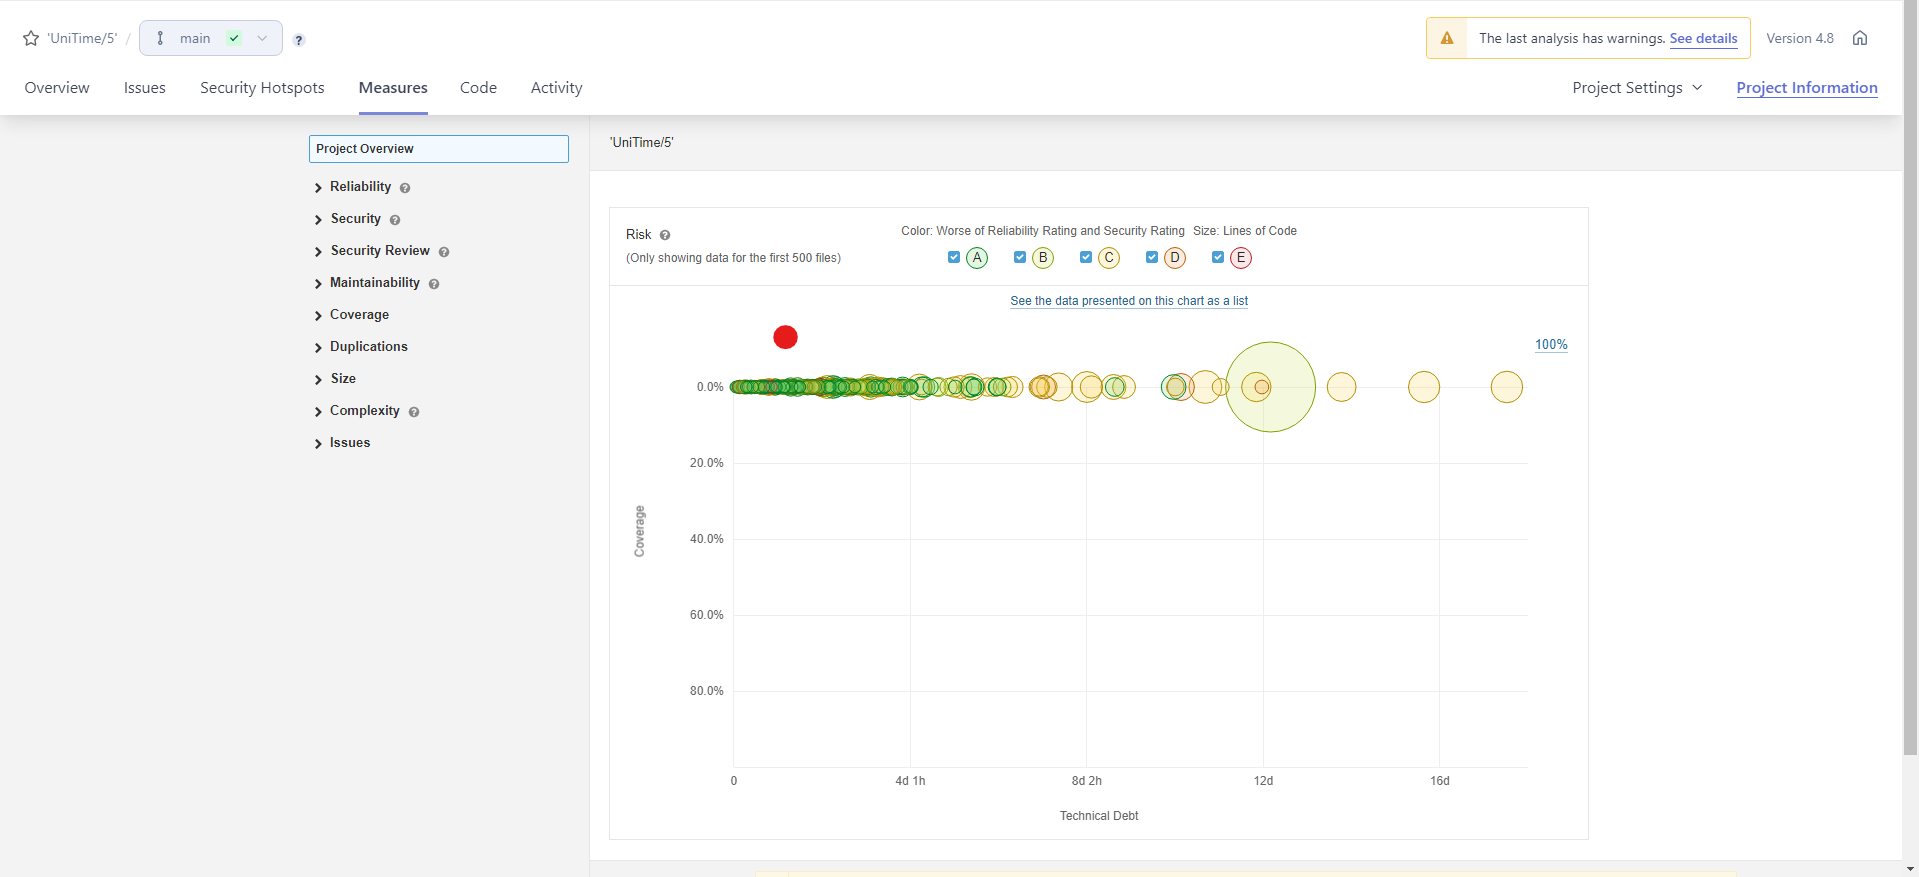 'UniTime/5' / main ?
The last analysis has warnings. See details
Version 4.8
Overview Issues Security Hotspots Measures Code Activity
Project Settings Project Information
Project Overview
Reliability ?
Security ?
Security Review ?
Maintainability ?
Coverage
Duplications
Size
Complexity ?
Issues
'UniTime/5'
Risk ?
(Only showing data for the first 500 files)
Color: Worse of Reliability Rating and Security Rating Size: Lines of Code
A B C D E
See the data presented on this chart as a list
100%
0.0%
20.0%
40.0%
60.0%
80.0%
Coverage
0 4d 1h 8d 2h 12d 16d
Technical Debt